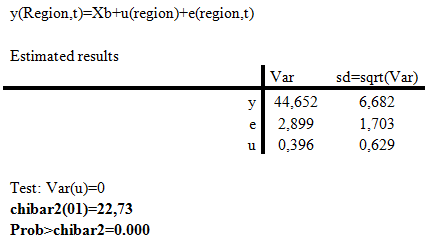 y(Region,t)=Xb+u(region)+e(region,t)
Estimated results
Var sd=sqrt(Var)
y 44,652 6,682
e 2,899 1,703
u 0,396 0,629
Test: Var(u)=0
chibar2(01)=22,73
Prob>chibar2=0.000